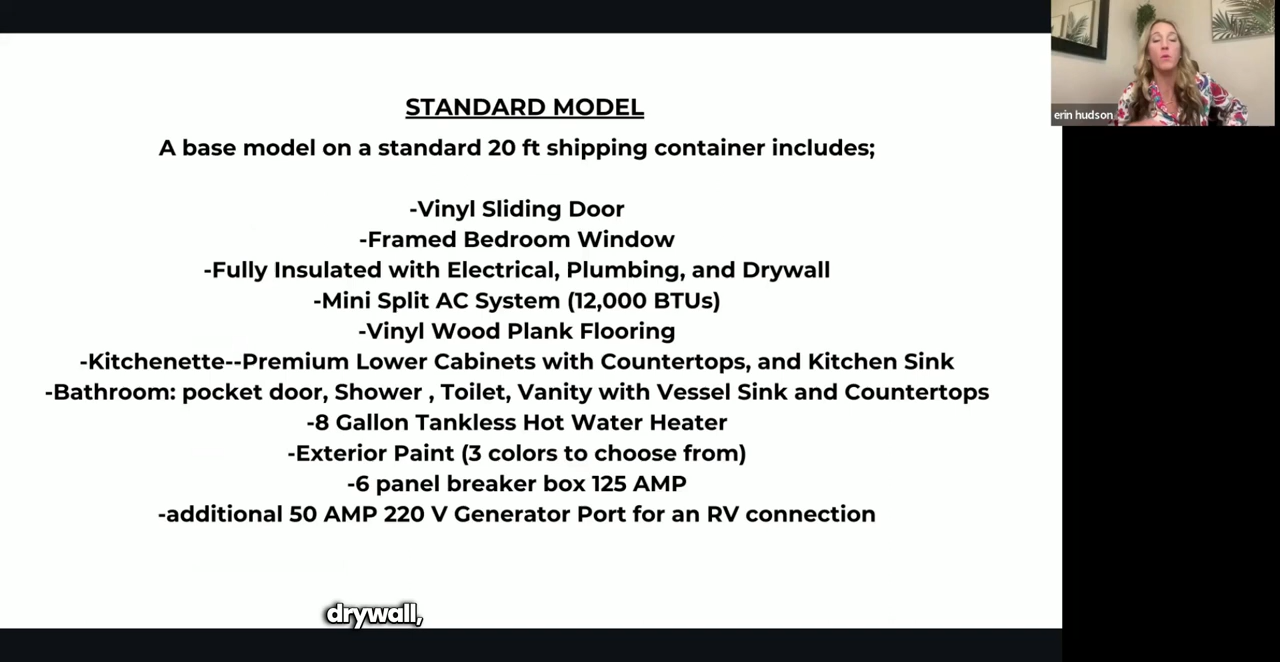 STANDARD MODEL
A base model on a standard 20 ft shipping container includes;
-Vinyl Sliding Door
-Framed Bedroom Window
-Fully Insulated with Electrical, Plumbing, and Drywall
-Mini Split AC System (12,000 BTUs)
-Vinyl Wood Plank Flooring
-Kitchenette--Premium Lower Cabinets with Countertops, and Kitchen Sink
-Bathroom: pocket door, Shower , Toilet, Vanity with Vessel Sink and Countertops
-8 Gallon Tankless Hot Water Heater
-Exterior Paint (3 colors to choose from)
-6 panel breaker box 125 AMP
-additional 50 AMP 220 V Generator Port for an RV connection
drywall,
erin hudson